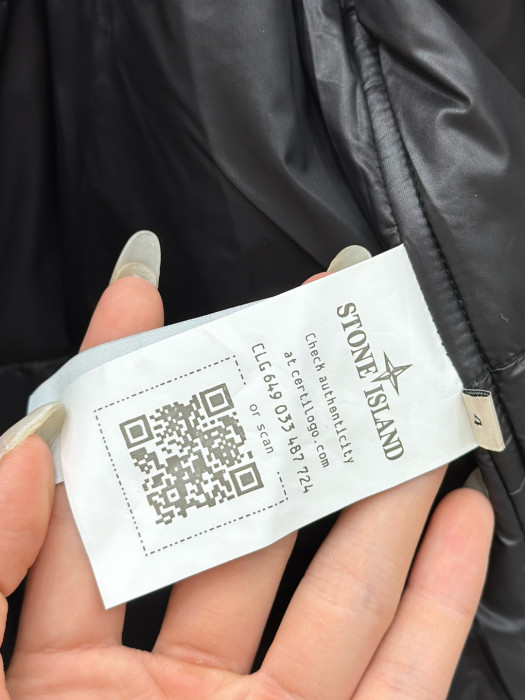 STONE ISLAND
Check authenticity
at certilogo.com
CLG 649 033 487 724
or scan
4